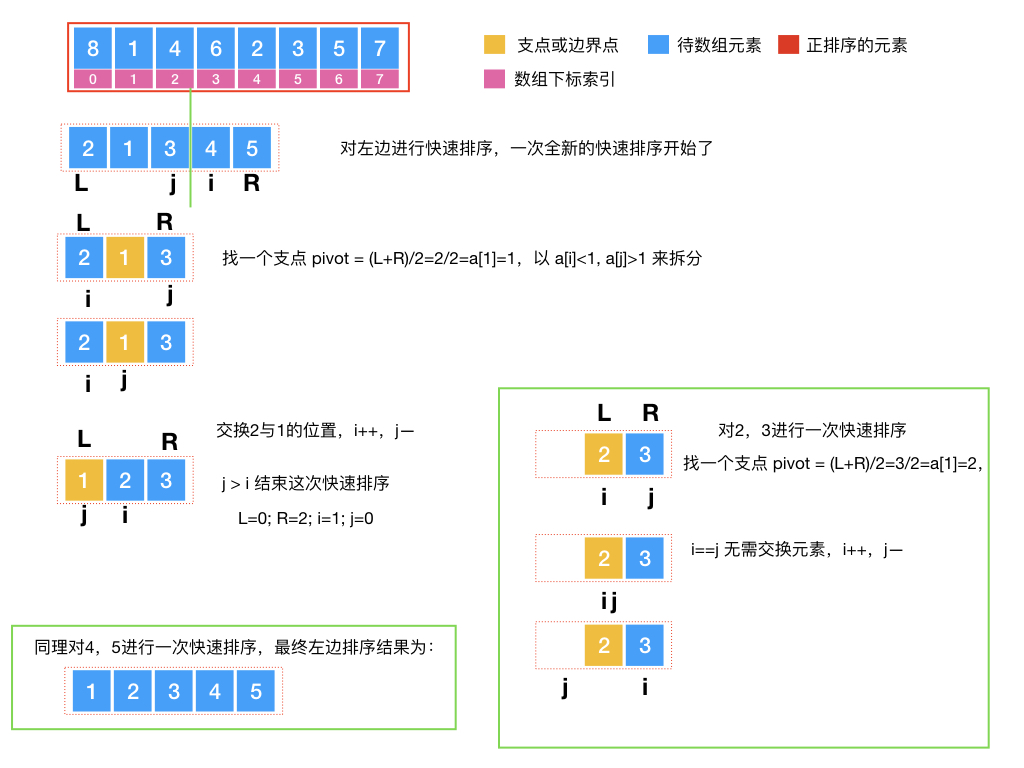 8 1 4 6 2 3 5 7
0 1 2 3 4 5 6 7
支点或边界点 待数组元素 正排序的元素
数组下标索引
2 1 3 4 5
L j i R
对左边进行快速排序，一次全新的快速排序开始了
L R
2 1 3
i j
找一个支点 pivot = (L+R)/2=2/2=a[1]=1，以 a[i]<1, a[j]>1 来拆分
2 1 3
i j
交换2与1的位置，i++，j—
L R
1 2 3
j i
j > i 结束这次快速排序
L=0; R=2; i=1; j=0
L R
2 3
i j
对2，3进行一次快速排序
找一个支点 pivot = (L+R)/2=3/2=a[1]=2，
2 3
i j
i==j 无需交换元素，i++，j—
2 3
j i
同理对4，5进行一次快速排序，最终左边排序结果为：
1 2 3 4 5